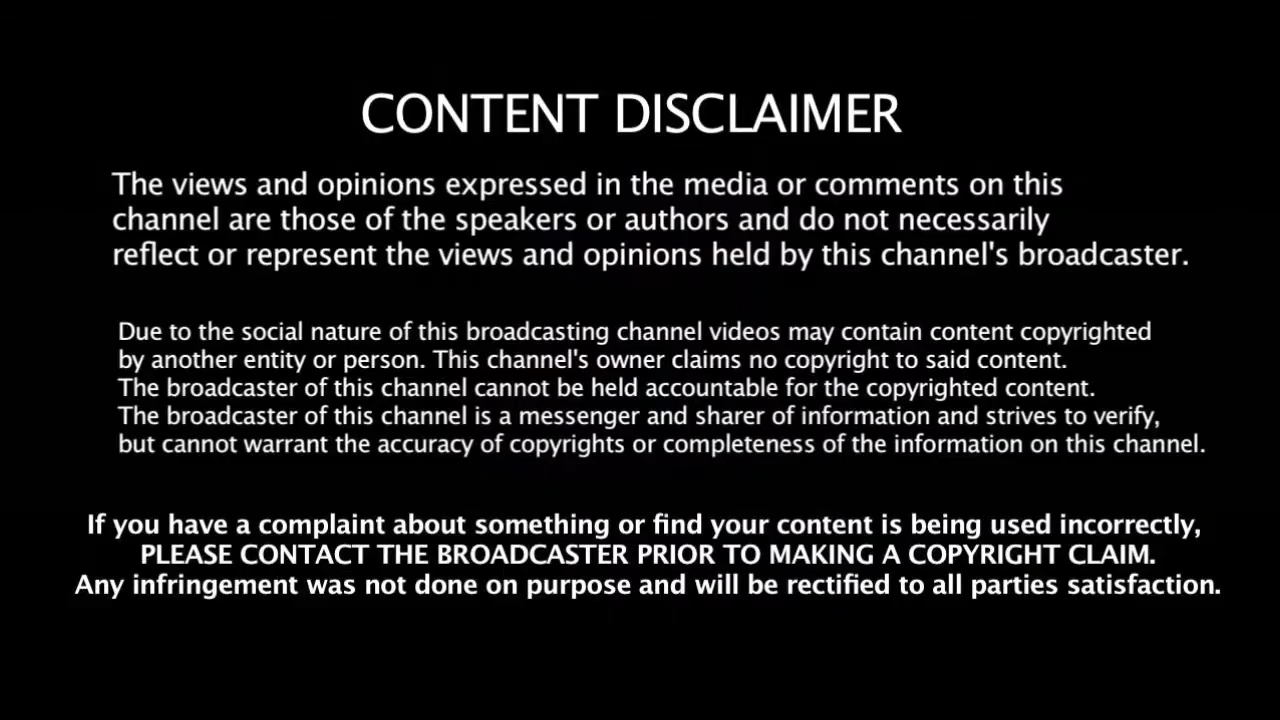 CONTENT DISCLAIMER
The views and opinions expressed in the media or comments on this
channel are those of the speakers or authors and do not necessarily
reflect or represent the views and opinions held by this channel's broadcaster.
Due to the social nature of this broadcasting channel videos may contain content copyrighted
by another entity or person. This channel's owner claims no copyright to said content.
The broadcaster of this channel cannot be held accountable for the copyrighted content.
The broadcaster of this channel is a messenger and sharer of information and strives to verify,
but cannot warrant the accuracy of copyrights or completeness of the information on this channel.
If you have a complaint about something or find your content is being used incorrectly,
PLEASE CONTACT THE BROADCASTER PRIOR TO MAKING A COPYRIGHT CLAIM.
Any infringement was not done on purpose and will be rectified to all parties satisfaction.